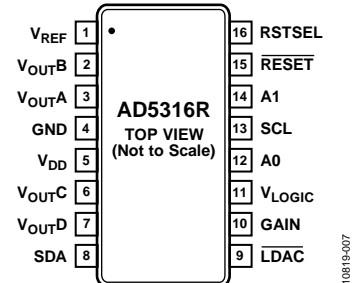 VREF 1
VOUTB 2
VOUTA 3
GND 4
VDD 5
VOUTC 6
VOUTD 7
SDA 8
AD5316R
TOP VIEW
(Not to Scale)
16 RSTSEL
15 RESET
14 A1
13 SCL
12 A0
11 VLOGIC
10 GAIN
9 LDAC
10819-007